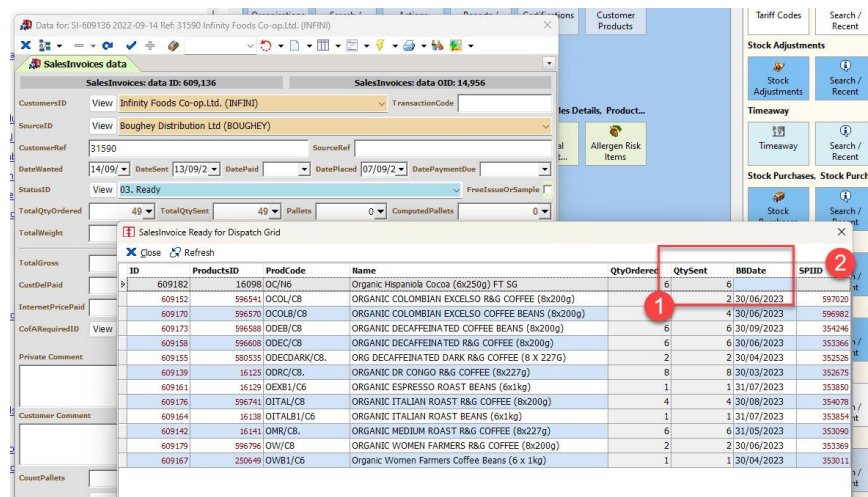 Data for: SI-609136 2022-09-14 Ref: 31590 Infinity Foods Co-op.Ltd. (INFINI)
SalesInvoices data
SalesInvoices: data ID: 609,136 SalesInvoices: data OID: 14,956
CustomersID View Infinity Foods Co-op.Ltd. (INFINI) TransactionCode
SourceID View Boughey Distribution Ltd (BOUGHEY)
CustomerRef 31590 SourceRef
DateWanted 14/09/ DateSent 13/09/2 DatePaid DatePlaced 07/09/2 DatePaymentDue
StatusID View 03. Ready FreeIssueOrSample
TotalQtyOrdered 49 TotalQtySent 49 Pallets 0 ComputedPallets 0
TotalWeight
TotalGross
CustDelPaid
InternetPricePaid
CofARequiredID View
Private Comment
Customer Comment
CountPallets
SalesInvoice Ready for Dispatch Grid
Close Refresh
ID ProductsID ProdCode Name QtyOrdered QtySent BBDate SPIID
609182 16098 OC/N6 Organic Hispaniola Cocoa (6x250g) FT SG 6 6
609152 596541 OCOL/C8 ORGANIC COLOMBIAN EXCELSO R&G COFFEE (8x200g) 2 30/06/2023 597020
609170 596570 OCOLB/C8 ORGANIC COLOMBIAN EXCELSO COFFEE BEANS (8x200g) 4 30/06/2023 596982
609173 596588 ODEB/C8 ORGANIC DECAFFEINATED COFFEE BEANS (8x200g) 6 6 30/09/2023 354246
609158 596608 ODEC/C8 ORGANIC DECAFFEINATED R&G COFFEE (8x200g) 6 6 30/06/2023 353366
609155 580535 ODECDARK/C8. ORG DECAFFEINATED DARK R&G COFFEE (8 X 227G) 2 2 30/04/2023 352526
609139 16125 ODRC/C8. ORGANIC DR CONGO R&G COFFEE (8x227g) 8 8 30/03/2023 352675
609161 16129 OEXB1/C6 ORGANIC ESPRESSO ROAST BEANS (6x1kg) 1 1 31/07/2023 353850
609176 596741 OITAL/C8 ORGANIC ITALIAN ROAST R&G COFFEE (8x200g) 4 4 30/08/2023 354078
609164 16138 OITALB1/C6 ORGANIC ITALIAN ROAST BEANS (6x1kg) 1 1 31/07/2023 353854
609142 16141 OMR/C8. ORGANIC MEDIUM ROAST R&G COFFEE (8x227g) 6 6 31/05/2023 353090
609179 596796 OW/C8 ORGANIC WOMEN FARMERS R&G COFFEE (8x200g) 2 2 30/06/2023 353369
609167 250649 OWB1/C6 Organic Women Farmers Coffee Beans (6 x 1kg) 1 1 30/04/2023 353011
1
2
Customer
Products
les Details, Product...
Allergen Risk
Items
Tariff Codes Search /
Recent
Stock Adjustments
Stock
Adjustments
Search /
Recent
Timeaway
Timeaway Search /
Recent
Stock Purchases, Stock Purch
Stock Search /